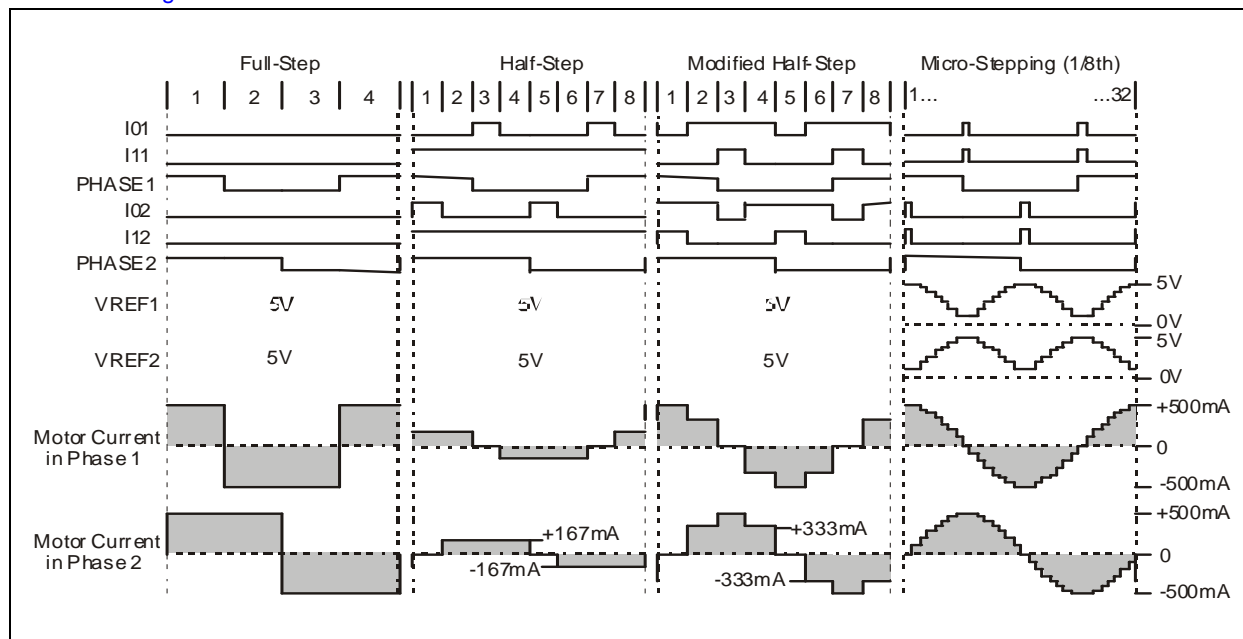 Full-Step Half-Step Modified Half-Step Micro-Stepping (1/8th)
1 2 3 4 1 2 3 4 5 6 7 8 1 2 3 4 5 6 7 8 1... ...32
I01
I11
PHASE1
I02
I12
PHASE2
VREF1 5V 5V 5V 5V
0V
VREF2 5V 5V 5V 5V
0V
Motor Current
in Phase 1
+500mA
0
-500mA
Motor Current
in Phase 2
+167mA
-167mA
+333mA
-333mA
+500mA
0
-500mA